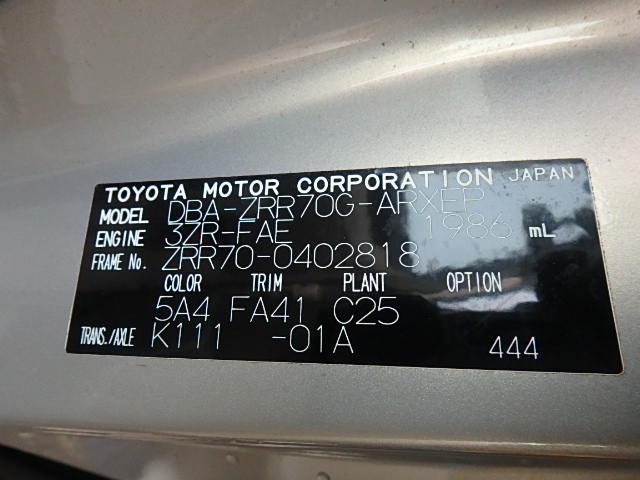 TOYOTA MOTOR CORPORATION JAPAN
MODEL DBA-ZRR70G-ARXEP
ENGINE 3ZR-FAE 1986 mL
FRAME No. ZRR70-0402818
COLOR TRIM PLANT OPTION
5A4 FA41 C25
TRANS./AXLE K111 -01A 444